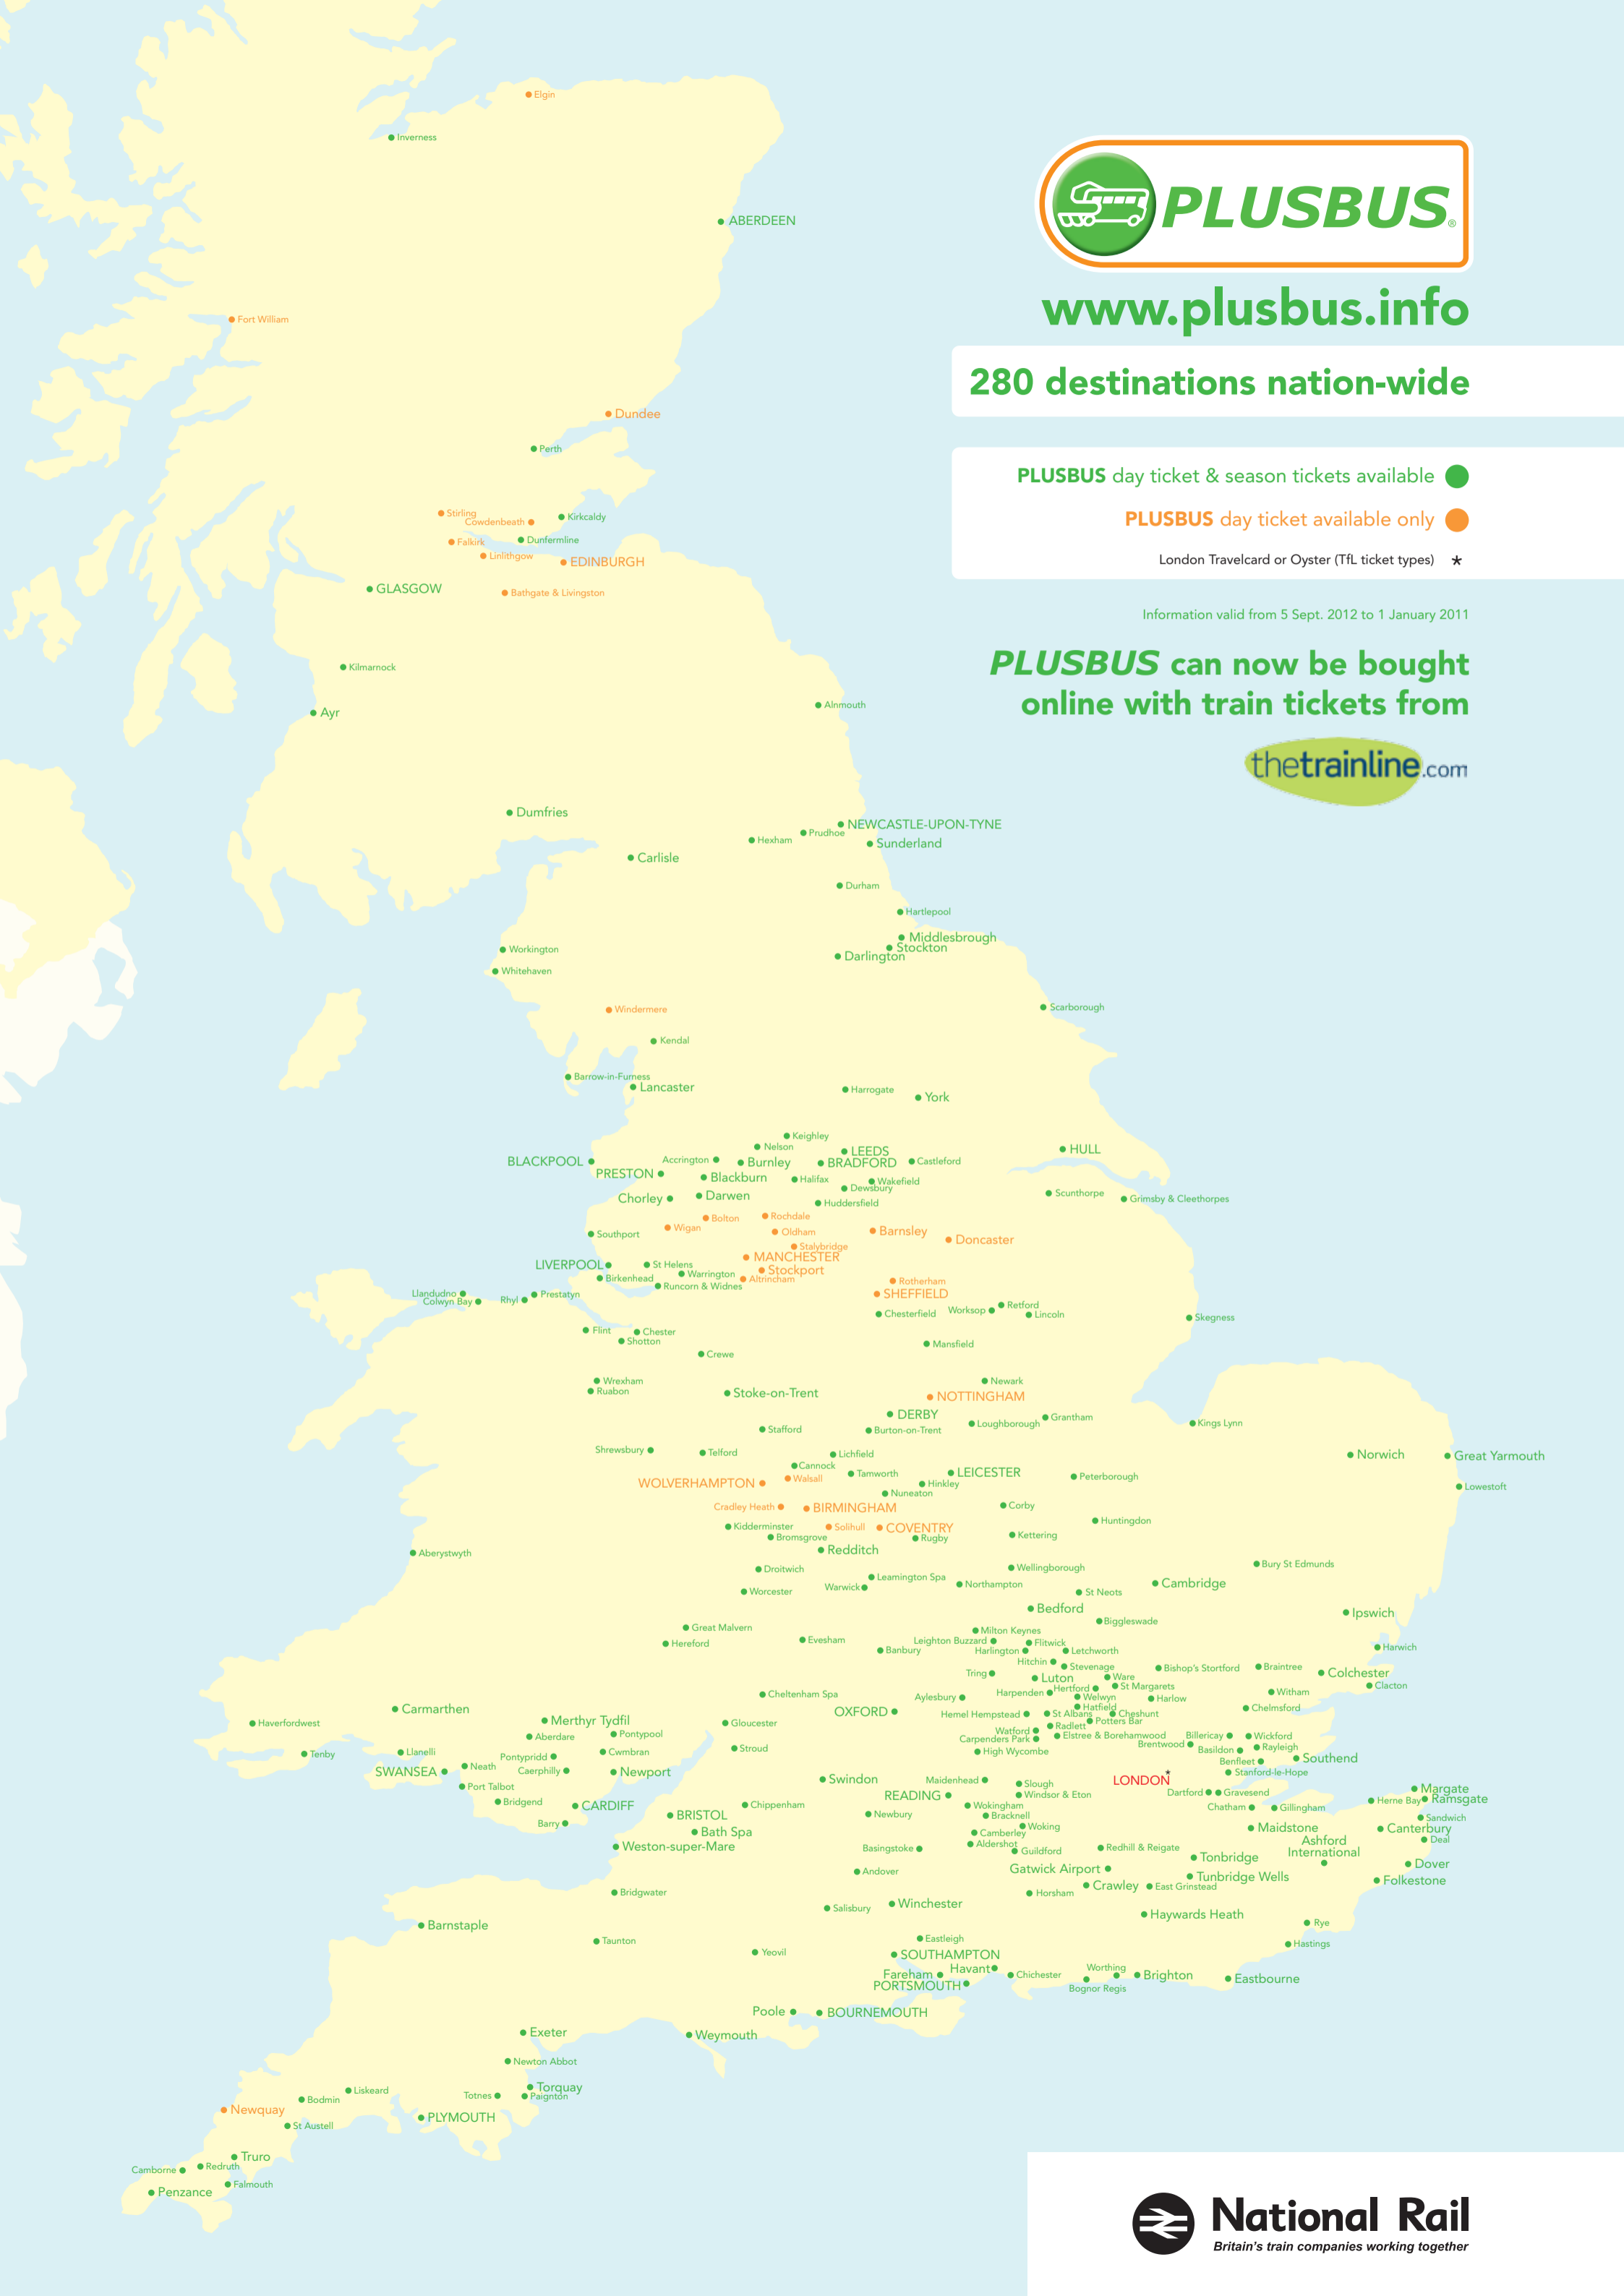 Elgin
Inverness
ABERDEEN
PLUSBUS®
www.plusbus.info
Fort William
280 destinations nation-wide
Dundee
Perth
PLUSBUS day ticket & season tickets available
PLUSBUS day ticket available only
London Travelcard or Oyster (TfL ticket types) *
Stirling
Cowdenbeath
Kirkcaldy
Falkirk
Dunfermline
Linlithgow
EDINBURGH
GLASGOW
Bathgate & Livingston
Information valid from 5 Sept. 2012 to 1 January 2011
PLUSBUS can now be bought
online with train tickets from
thetrainline.com
Kilmarnock
Ayr
Alnmouth
Dumfries
NEWCASTLE-UPON-TYNE
Prudhoe
Hexham
Sunderland
Carlisle
Durham
Hartlepool
Middlesbrough
Stockton
Darlington
Workington
Whitehaven
Scarborough
Windermere
Kendal
Barrow-in-Furness
Lancaster
Harrogate
York
Keighley
Nelson
LEEDS
HULL
BLACKPOOL
Accrington
Burnley
BRADFORD
Castleford
PRESTON
Blackburn
Halifax
Wakefield
Dewsbury
Chorley
Darwen
Huddersfield
Scunthorpe
Grimsby & Cleethorpes
Bolton
Rochdale
Wigan
Oldham
Barnsley
Southport
Doncaster
Stalybridge
MANCHESTER
LIVERPOOL
St Helens
Stockport
Birkenhead
Warrington
Altrincham
Runcorn & Widnes
Rotherham
SHEFFIELD
Llandudno
Colwyn Bay
Rhyl
Prestatyn
Chesterfield
Worksop
Retford
Lincoln
Skegness
Flint
Chester
Shotton
Mansfield
Crewe
Wrexham
Ruabon
Newark
Stoke-on-Trent
NOTTINGHAM
DERBY
Grantham
Loughborough
Kings Lynn
Stafford
Burton-on-Trent
Shrewsbury
Telford
Lichfield
Norwich
Great Yarmouth
Cannock
Tamworth
LEICESTER
Peterborough
WOLVERHAMPTON
Walsall
Hinkley
Lowestoft
Nuneaton
Cradley Heath
BIRMINGHAM
Corby
Huntingdon
Kidderminster
Solihull
COVENTRY
Bromsgrove
Rugby
Kettering
Redditch
Aberystwyth
Droitwich
Wellingborough
Bury St Edmunds
Leamington Spa
Warwick
Northampton
Cambridge
Worcester
St Neots
Bedford
Ipswich
Great Malvern
Biggleswade
Hereford
Evesham
Milton Keynes
Leighton Buzzard
Flitwick
Banbury
Harlington
Letchworth
Harwich
Hitchin
Stevenage
Bishop's Stortford
Braintree
Colchester
Tring
Luton
Ware
St Margarets
Clacton
Hertford
Harpenden
Witham
Cheltenham Spa
Aylesbury
Welwyn
Harlow
Carmarthen
Hatfield
Chelmsford
OXFORD
Hemel Hempstead
St Albans
Cheshunt
Merthyr Tydfil
Potters Bar
Haverfordwest
Gloucester
Radlett
Watford
Aberdare
Pontypool
Carpenders Park
Elstree & Borehamwood
Billericay
Wickford
Brentwood
Rayleigh
Tenby
Llanelli
Cwmbran
Stroud
High Wycombe
Basildon
Pontypridd
Southend
Benfleet
Neath
SWANSEA
Caerphilly
Newport
Stanford-le-Hope
Swindon
Maidenhead
Slough
LONDON*
Port Talbot
READING
Windsor & Eton
Dartford
Gravesend
Margate
Bridgend
CARDIFF
Chippenham
Wokingham
Chatham
Gillingham
Herne Bay
Ramsgate
BRISTOL
Newbury
Bracknell
Sandwich
Barry
Bath Spa
Woking
Maidstone
Canterbury
Camberley
Weston-super-Mare
Aldershot
Deal
Basingstoke
Guildford
Redhill & Reigate
Ashford
International
Tonbridge
Dover
Andover
Gatwick Airport
Tunbridge Wells
Folkestone
Bridgwater
Crawley
East Grinstead
Horsham
Salisbury
Winchester
Haywards Heath
Barnstaple
Rye
Taunton
Eastleigh
Hastings
Yeovil
SOUTHAMPTON
Fareham
Havant
Chichester
Worthing
Brighton
Eastbourne
PORTSMOUTH
Bognor Regis
Poole
BOURNEMOUTH
Exeter
Weymouth
Newton Abbot
Torquay
Liskeard
Totnes
Paignton
Bodmin
Newquay
PLYMOUTH
St Austell
Truro
Camborne
Redruth
Falmouth
Penzance
National Rail
Britain's train companies working together